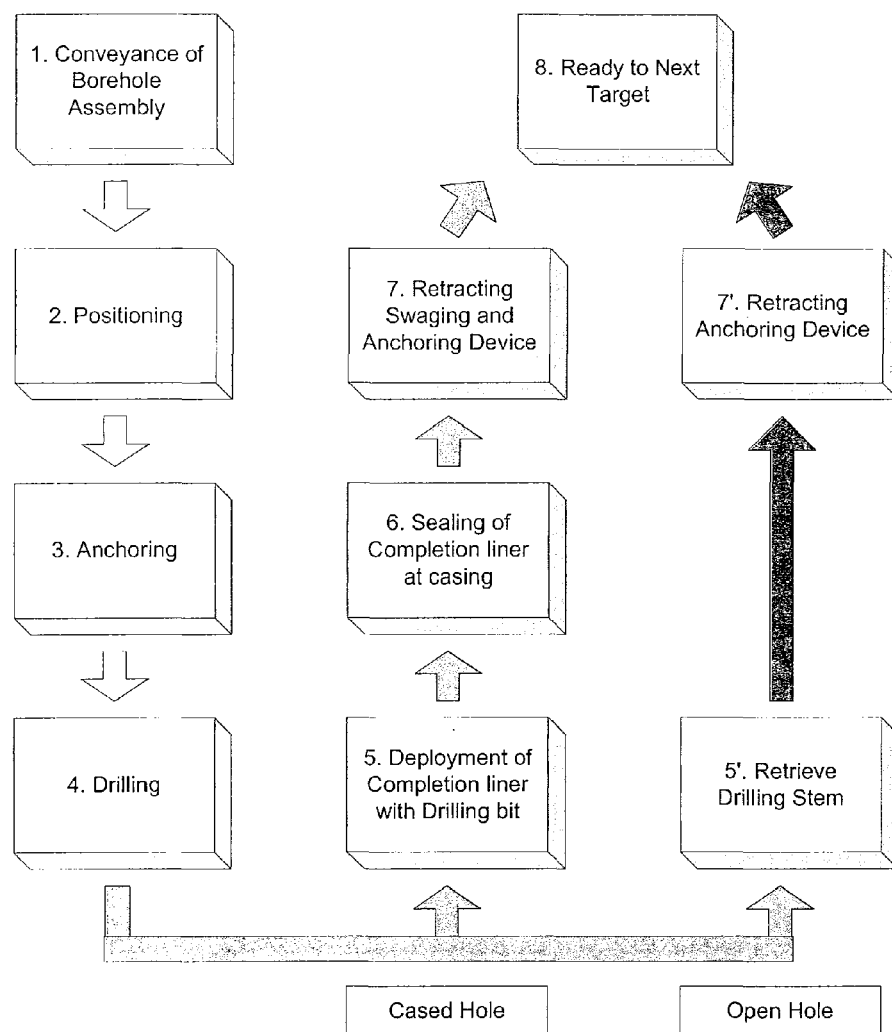 1. Conveyance of
Borehole
Assembly
8. Ready to Next
Target
2. Positioning
7. Retracting
Swaging and
Anchoring Device
7'. Retracting
Anchoring Device
3. Anchoring
6. Sealing of
Completion liner
at casing
4. Drilling
5. Deployment of
Completion liner
with Drilling bit
5'. Retrieve
Drilling Stem
Cased Hole
Open Hole